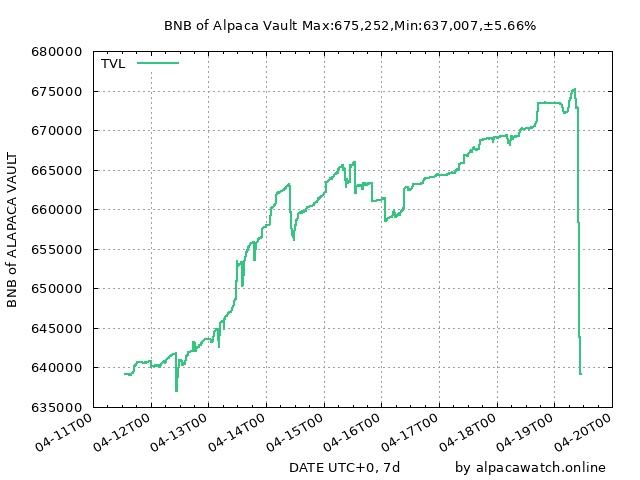 BNB of Alpaca Vault Max:675,252,Min:637,007,±5.66%
TVL
680000
675000
670000
665000
660000
655000
650000
645000
640000
635000
BNB of ALAPACA VAULT
04-11T00
04-12T00
04-13T00
04-14T00
04-15T00
04-16T00
04-17T00
04-18T00
04-19T00
04-20T00
DATE UTC+0, 7d
by alpacawatch.online